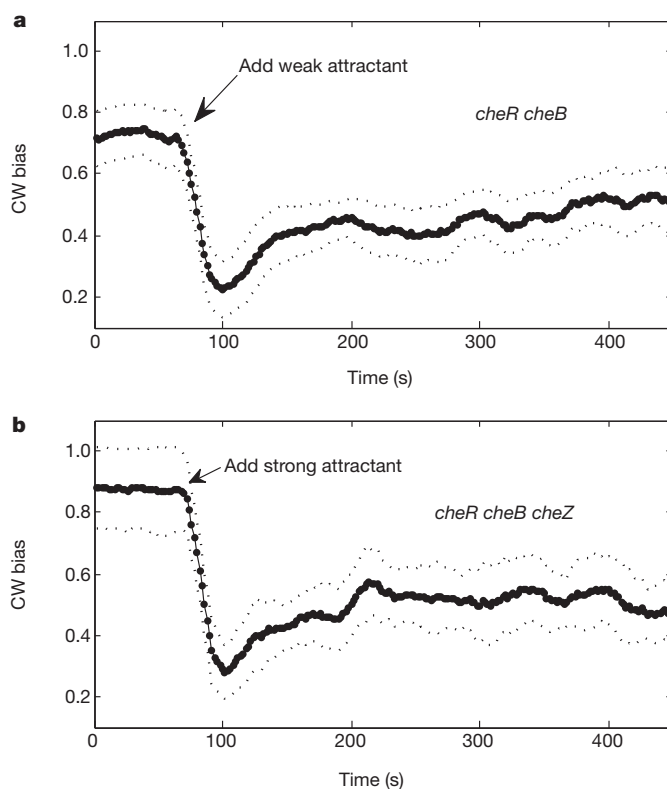 a
1.0
Add weak attractant
0.8
cheR cheB
CW bias
0.6
0.4
0.2
0 100 200 300 400
Time (s)
b
1.0
Add strong attractant
0.8
cheR cheB cheZ
CW bias
0.6
0.4
0.2
0 100 200 300 400
Time (s)